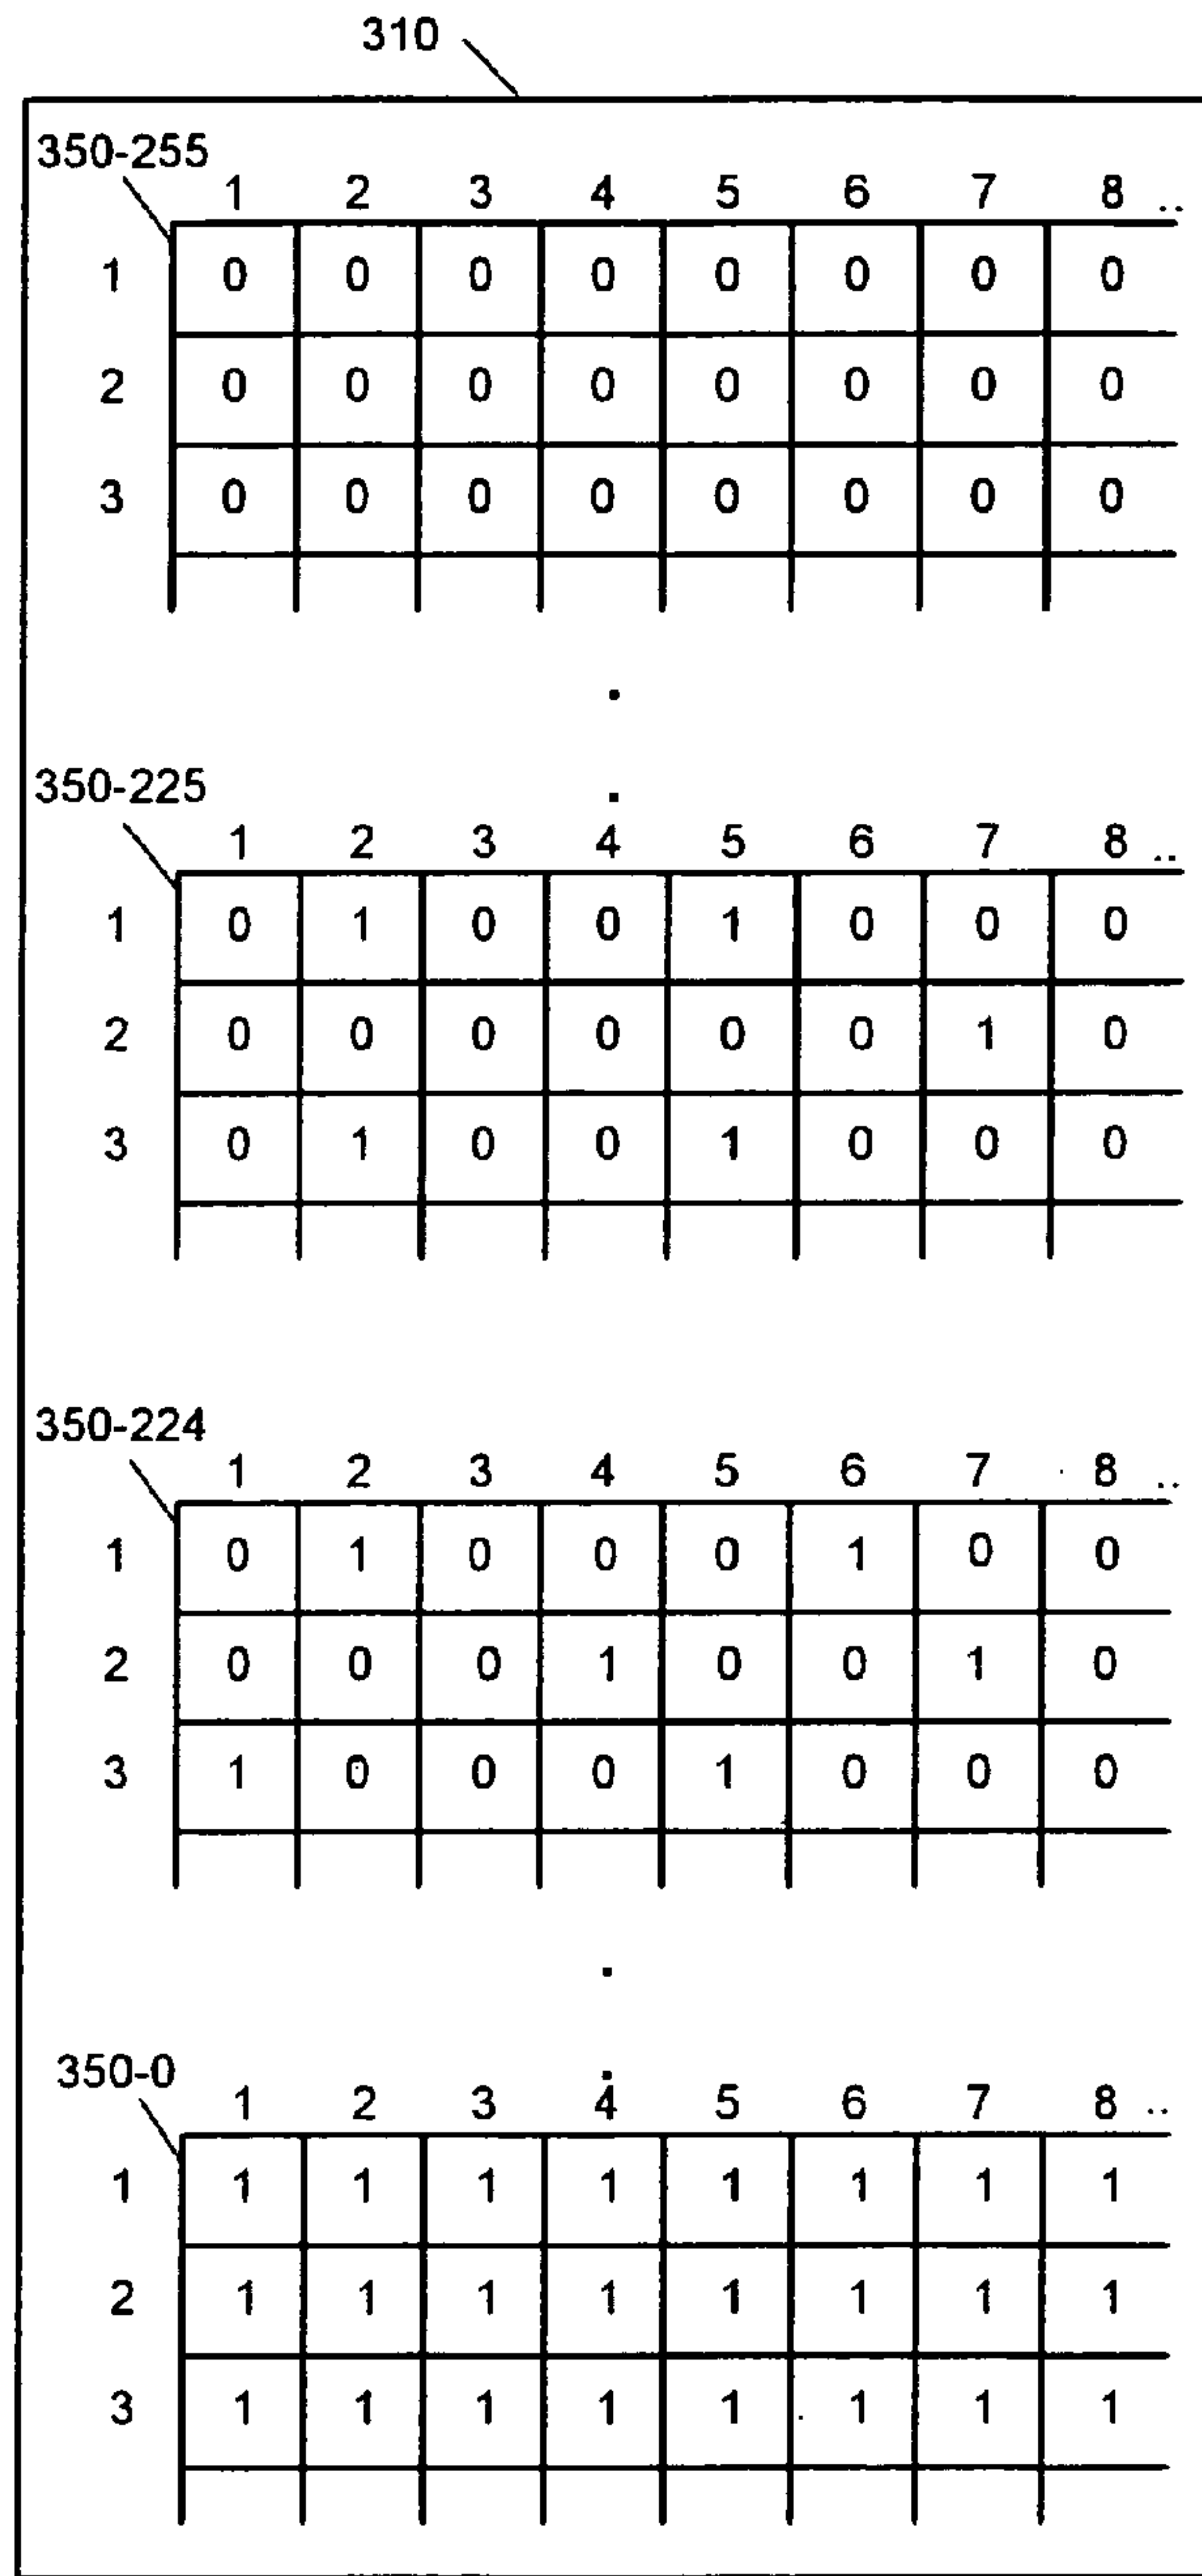 310
350-255
1 2 3 4 5 6 7 8 ..
1 0 0 0 0 0 0 0 0
2 0 0 0 0 0 0 0 0
3 0 0 0 0 0 0 0 0
.
.
350-225
1 2 3 4 5 6 7 8 ..
1 0 1 0 0 1 0 0 0
2 0 0 0 0 0 0 1 0
3 0 1 0 0 1 0 0 0
350-224
1 2 3 4 5 6 7 8 ..
1 0 1 0 0 0 1 0 0
2 0 0 0 1 0 0 1 0
3 1 0 0 0 1 0 0 0
.
.
350-0
1 2 3 4 5 6 7 8 ..
1 1 1 1 1 1 1 1 1
2 1 1 1 1 1 1 1 1
3 1 1 1 1 1 1 1 1